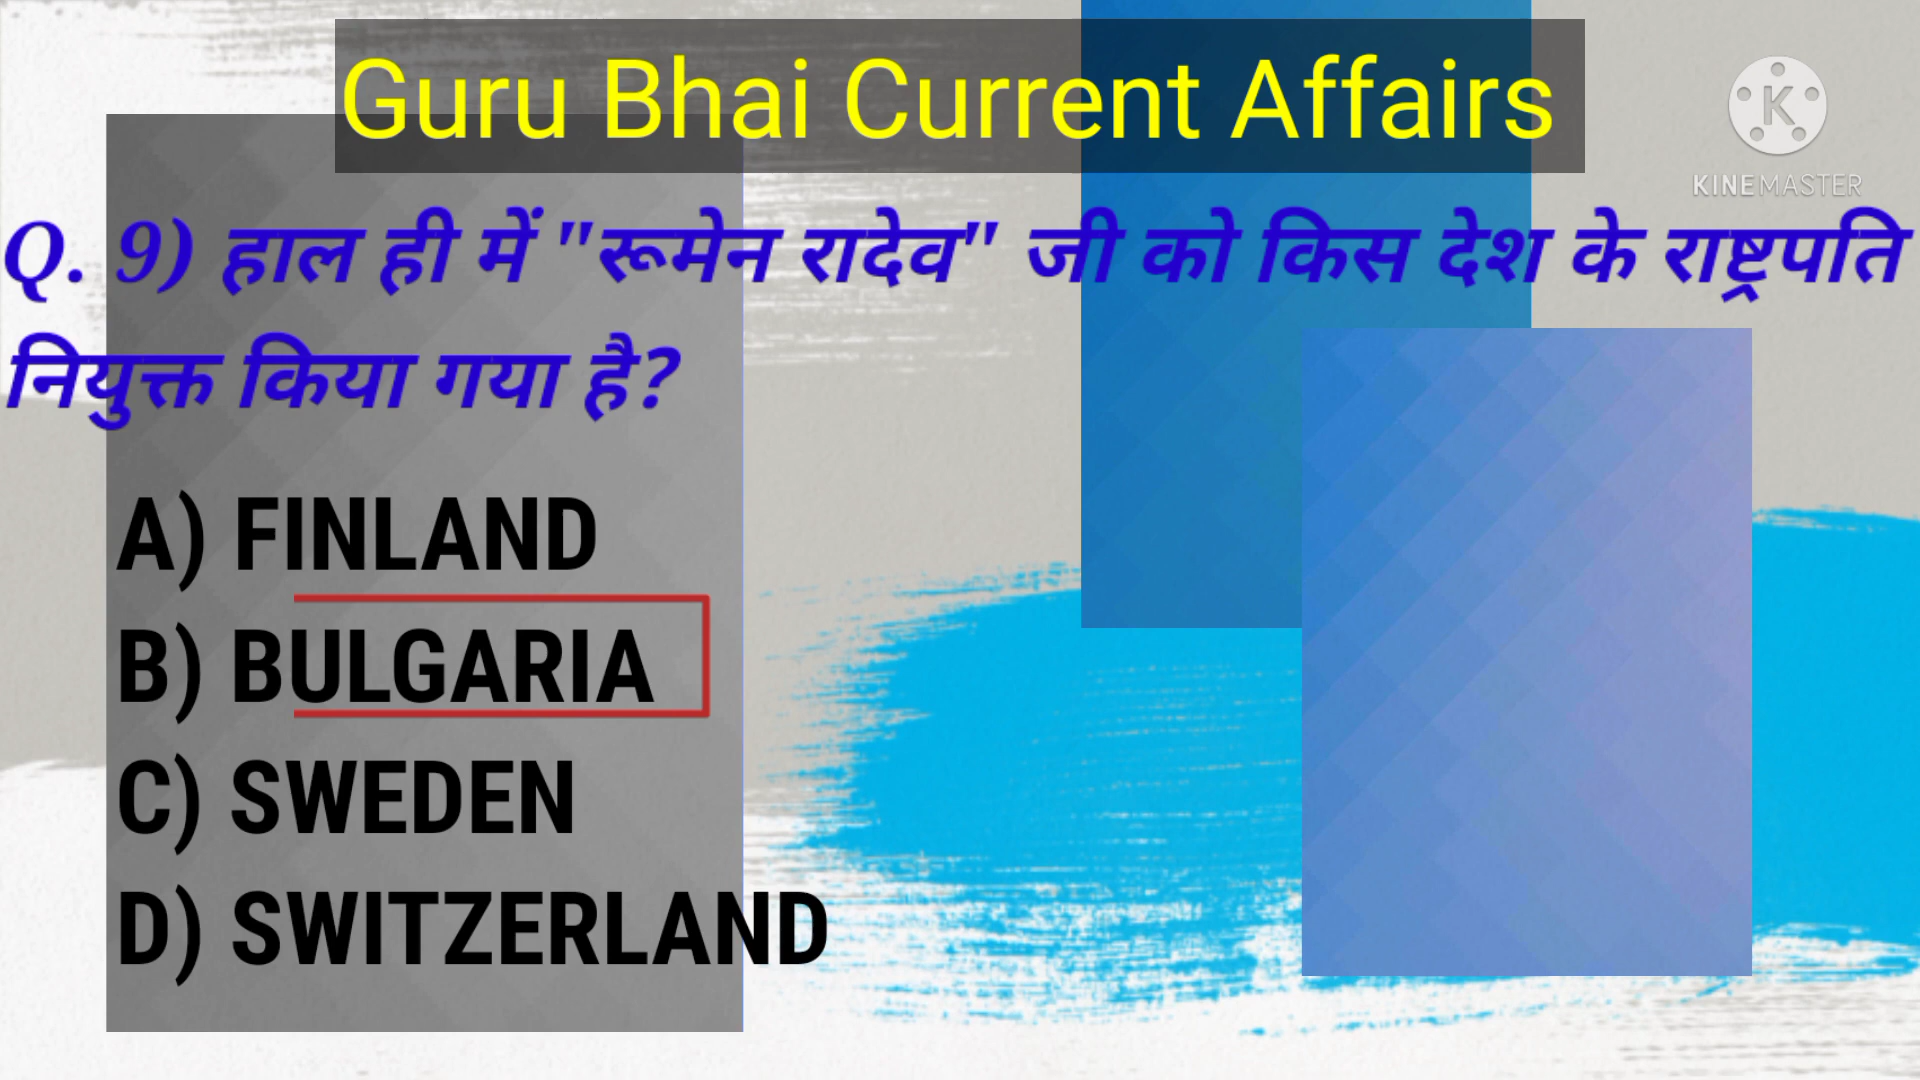 Guru Bhai Current Affairs
K
KINEMASTER
Q. 9) हाल ही में "रूमेन रादेव" जी को किस देश के राष्ट्रपति
नियुक्त किया गया है?
A) FINLAND
B) BULGARIA
C) SWEDEN
D) SWITZERLAND